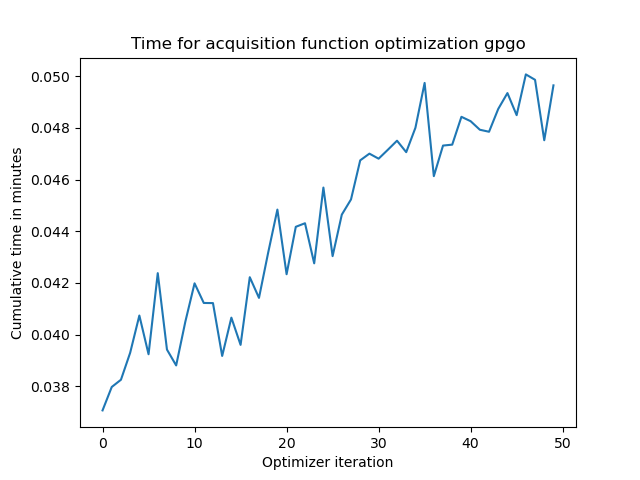 Time for acquisition function optimization gpgo
0.050
0.048
0.046
0.044
0.042
0.040
0.038
Cumulative time in minutes
0 10 20 30 40 50
Optimizer iteration